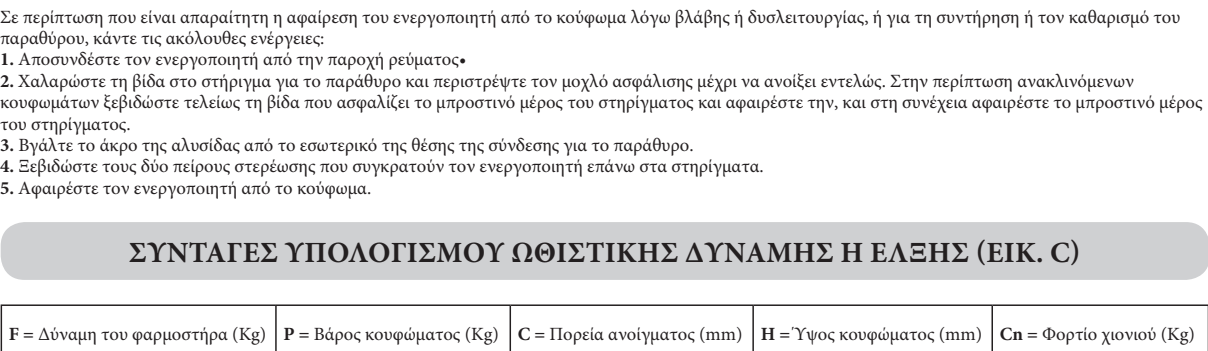 Σε περίπτωση που είναι απαραίτητη η αφαίρεση του ενεργοποιητή από το κούφωμα λόγω βλάβης ή δυσλειτουργίας, ή για τη συντήρηση ή τον καθαρισμό του
παραθύρου, κάντε τις ακόλουθες ενέργειες:
1. Αποσυνδέστε τον ενεργοποιητή από την παροχή ρεύματος•
2. Χαλαρώστε τη βίδα στο στήριγμα για το παράθυρο και περιστρέψτε τον μοχλό ασφάλισης μέχρι να ανοίξει εντελώς. Στην περίπτωση ανακλινόμενων
κουφωμάτων ξεβιδώστε τελείως τη βίδα που ασφαλίζει το μπροστινό μέρος του στηρίγματος και αφαιρέστε την, και στη συνέχεια αφαιρέστε το μπροστινό μέρος
του στηρίγματος.
3. Βγάλτε το άκρο της αλυσίδας από το εσωτερικό της θέσης της σύνδεσης για το παράθυρο.
4. Ξεβιδώστε τους δύο πείρους στερέωσης που συγκρατούν τον ενεργοποιητή επάνω στα στηρίγματα.
5. Αφαιρέστε τον ενεργοποιητή από το κούφωμα.
ΣΥΝΤΑΓΕΣ ΥΠΟΛΟΓΙΣΜΟΥ ΩΘΙΣΤΙΚΗΣ ΔΥΝΑΜΗΣ Η ΕΛΞΗΣ (ΕΙΚ. C)
F = Δύναμη του φαρμοστήρα (Kg) P = Βάρος κουφώματος (Kg) C = Πορεία ανοίγματος (mm) H = Ύψος κουφώματος (mm) Cn = Φορτίο χιονιού (Kg)